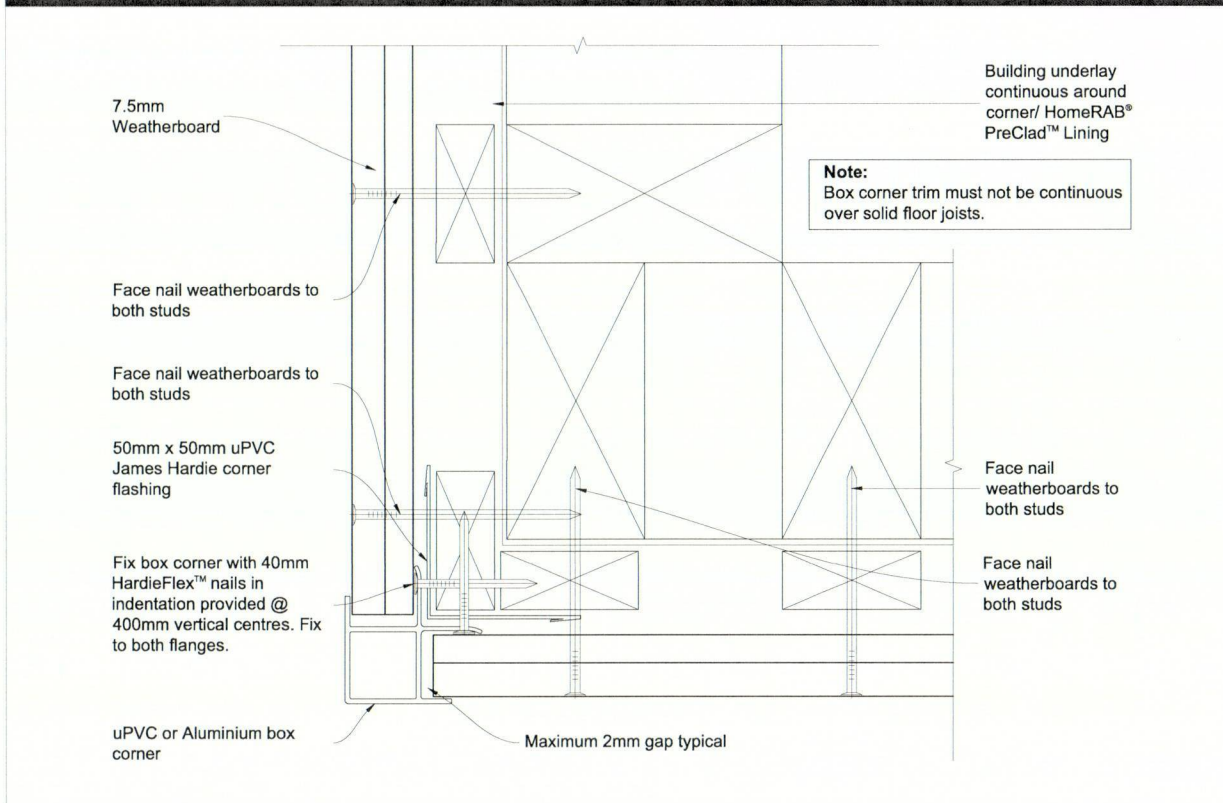 7.5mm
Weatherboard
Face nail weatherboards to
both studs
Face nail weatherboards to
both studs
50mm x 50mm uPVC
James Hardie corner
flashing
Fix box corner with 40mm
HardieFlex™ nails in
indentation provided @
400mm vertical centres. Fix
to both flanges.
uPVC or Aluminium box
corner
Maximum 2mm gap typical
Building underlay
continuous around
corner/ HomeRAB®
PreClad™ Lining
Note:
Box corner trim must not be continuous
over solid floor joists.
Face nail
weatherboards to
both studs
Face nail
weatherboards to
both studs